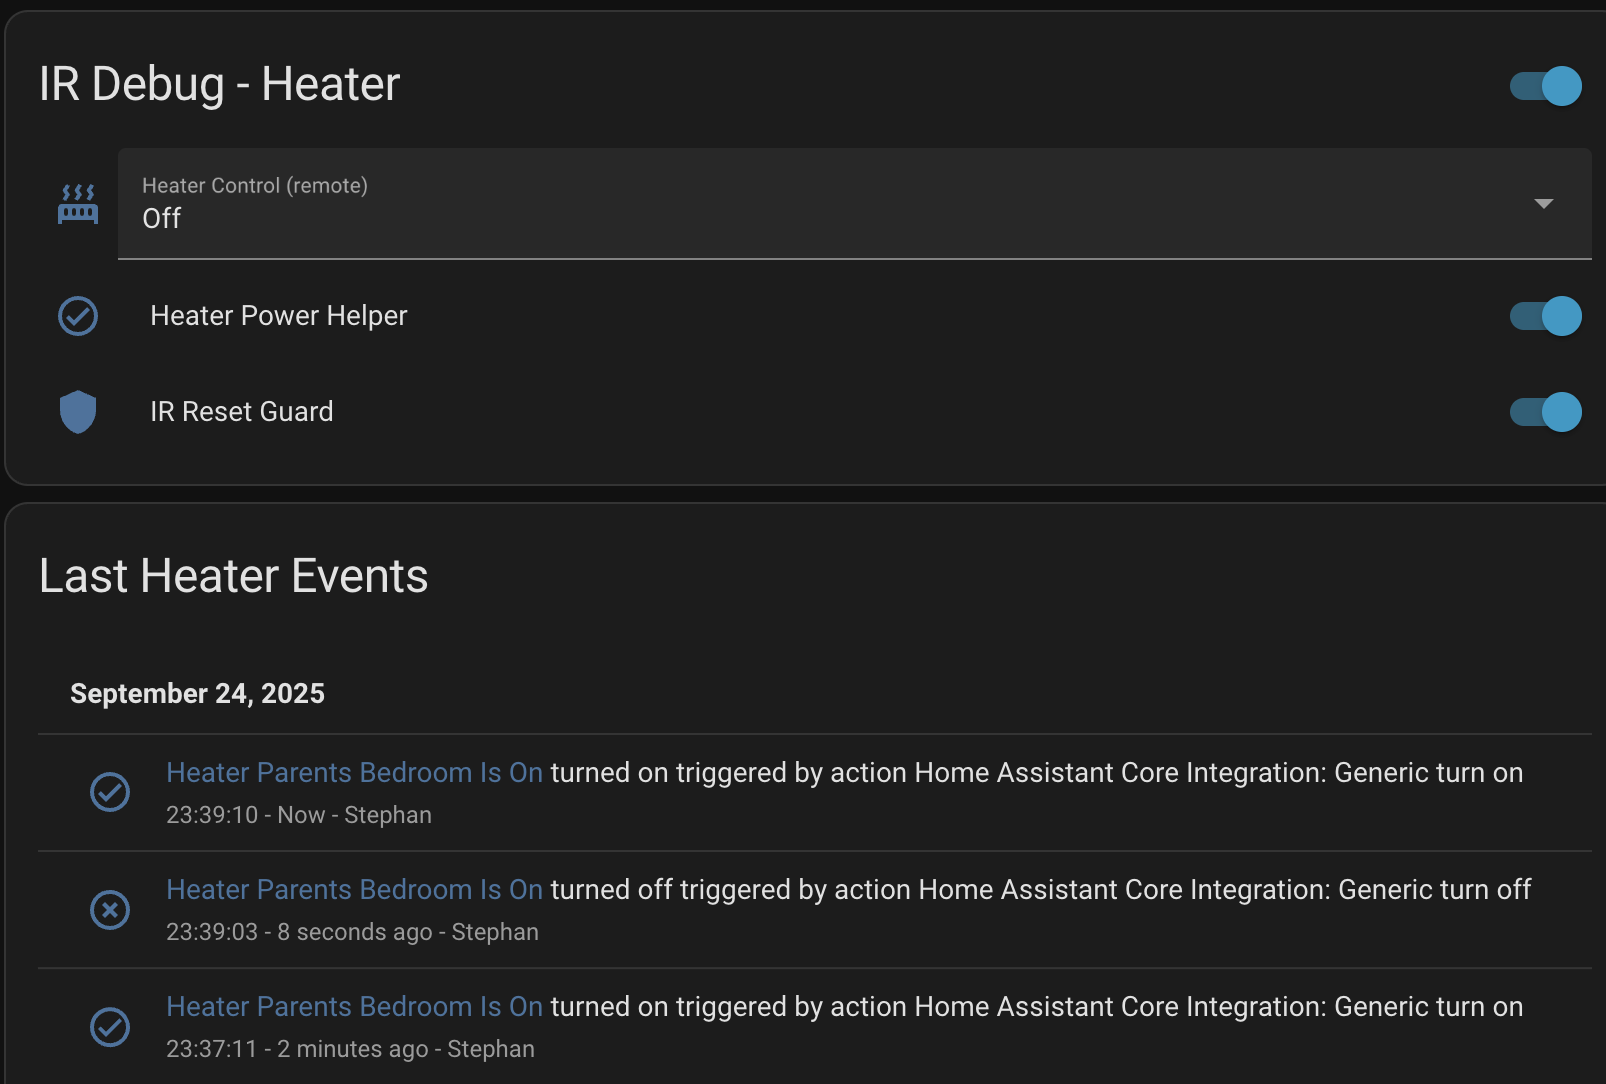 IR Debug - Heater
Heater Control (remote)
Off
Heater Power Helper
IR Reset Guard
Last Heater Events
September 24, 2025
Heater Parents Bedroom Is On turned on triggered by action Home Assistant Core Integration: Generic turn on
23:39:10 - Now - Stephan
Heater Parents Bedroom Is On turned off triggered by action Home Assistant Core Integration: Generic turn off
23:39:03 - 8 seconds ago - Stephan
Heater Parents Bedroom Is On turned on triggered by action Home Assistant Core Integration: Generic turn on
23:37:11 - 2 minutes ago - Stephan